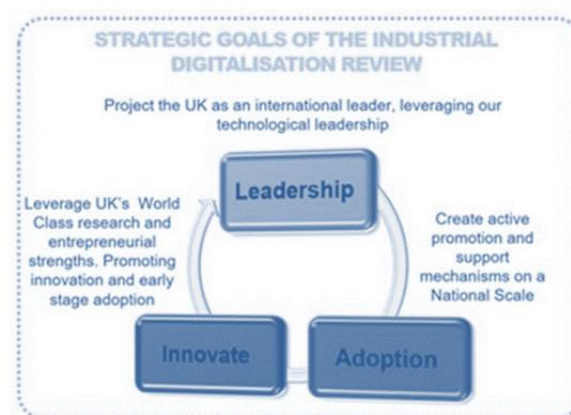 STRATEGIC GOALS OF THE INDUSTRIAL
DIGITALISATION REVIEW
Project the UK as an international leader, leveraging our
technological leadership
Leadership
Leverage UK's World
Class research and
entrepreneurial
strengths. Promoting
innovation and early
stage adoption
Create active
promotion and
support
mechanisms on a
National Scale
Innovate
Adoption